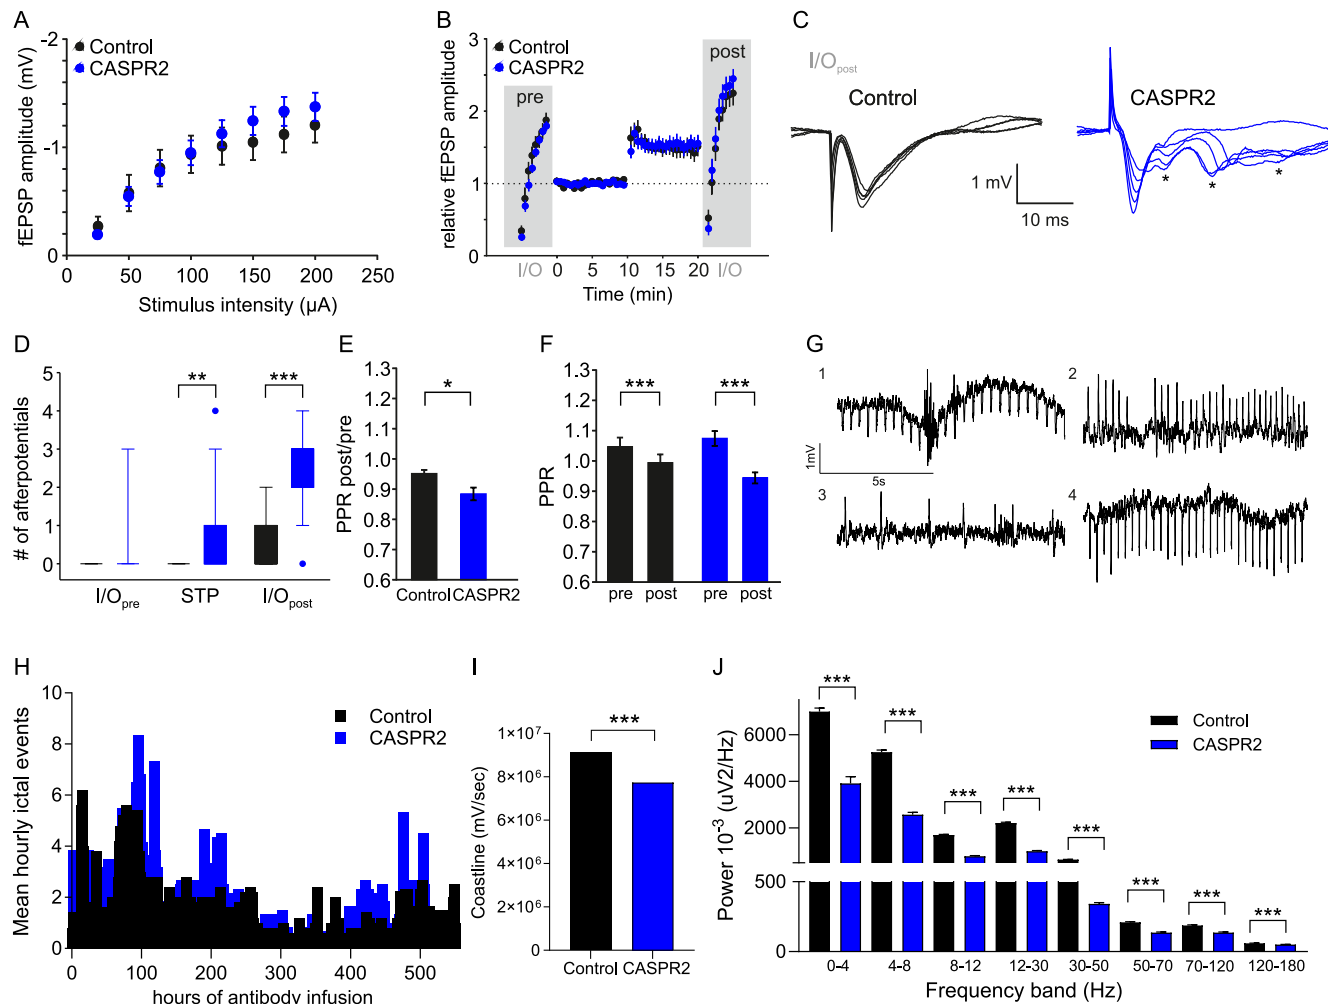 A
Control
CASPR2
-2
-1
0
fEPSP amplitude (mV)
0 50 100 150 200 250
Stimulus intensity (µA)
B
Control
CASPR2
3
2
1
0
relative fEPSP amplitude
pre
post
I/O 0 5 10 15 20 I/O
Time (min)
C
I/Opost
Control
CASPR2
* * *
1 mV
10 ms
D
5
4
3
2
1
0
# of afterpotentials
** ***
I/Opre STP I/Opost
E
1.3
1.2
1.1
1.0
0.9
0.8
0.7
0.6
PPR post/pre
*
Control CASPR2
F
1.3
1.2
1.1
1.0
0.9
0.8
0.7
0.6
PPR
*** ***
pre post pre post
G
1
2
3
4
1mV
5s
H
10
8
6
4
2
0
Mean hourly ictal events
Control
CASPR2
0 100 200 300 400 500
hours of antibody infusion
I
1×10⁷
8×10⁶
6×10⁶
4×10⁶
2×10⁶
0
Coastline (mV/sec)
***
Control CASPR2
J
6000
4000
2000
500
0
Power 10⁻³ (uV2/Hz)
*** *** *** *** *** *** *** ***
Control
CASPR2
0–4 4–8 8–12 12–30 30–50 50–70 70–120 120–180
Frequency band (Hz)